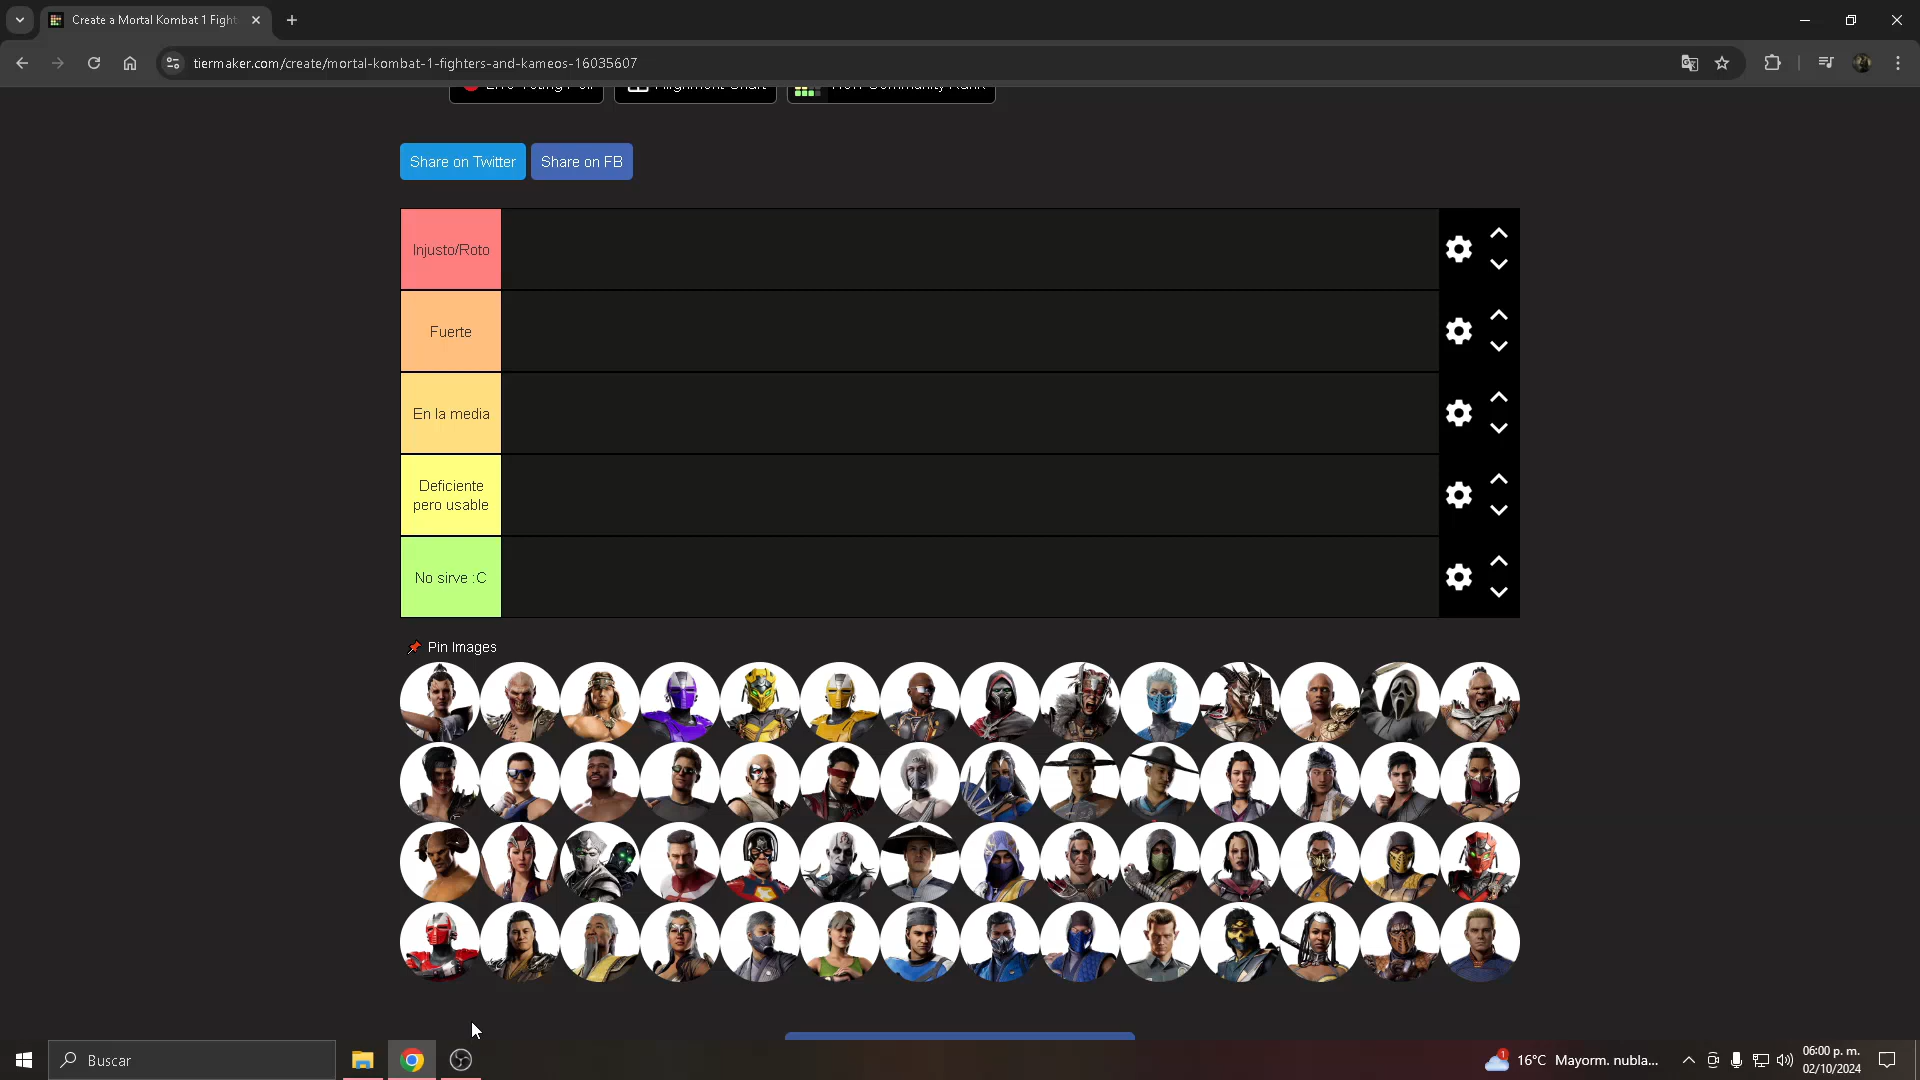 Create a Mortal Kombat 1 Fight
tiermaker.com/create/mortal-kombat-1-fighters-and-kameos-16035607
Share on Twitter
Share on FB
Injusto/Roto
Fuerte
En la media
Deficiente
pero usable
No sirve :C
Pin Images
Buscar
1
16°C Mayorm. nubla...
06:00 p. m.
02/10/2024